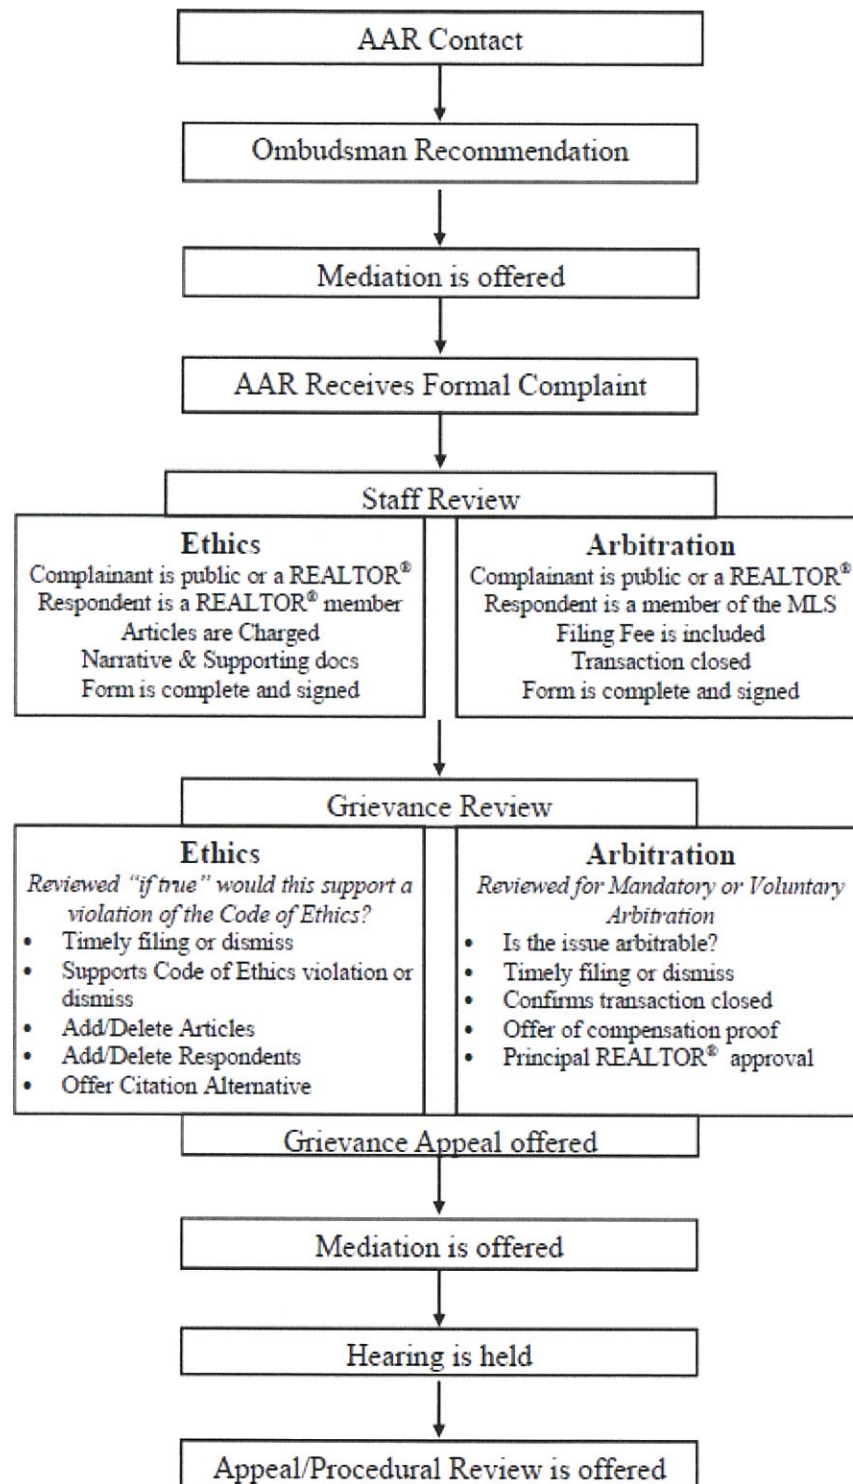 AAR Contact
Ombudsman Recommendation
Mediation is offered
AAR Receives Formal Complaint
Staff Review
Ethics
Complainant is public or a REALTOR®
Respondent is a REALTOR® member
Articles are Charged
Narrative & Supporting docs
Form is complete and signed
Arbitration
Complainant is public or a REALTOR®
Respondent is a member of the MLS
Filing Fee is included
Transaction closed
Form is complete and signed
Grievance Review
Ethics
Reviewed “if true” would this support a
violation of the Code of Ethics?
• Timely filing or dismiss
• Supports Code of Ethics violation or
dismiss
• Add/Delete Articles
• Add/Delete Respondents
• Offer Citation Alternative
Arbitration
Reviewed for Mandatory or Voluntary
Arbitration
• Is the issue arbitrable?
• Timely filing or dismiss
• Confirms transaction closed
• Offer of compensation proof
• Principal REALTOR® approval
Grievance Appeal offered
Mediation is offered
Hearing is held
Appeal/Procedural Review is offered